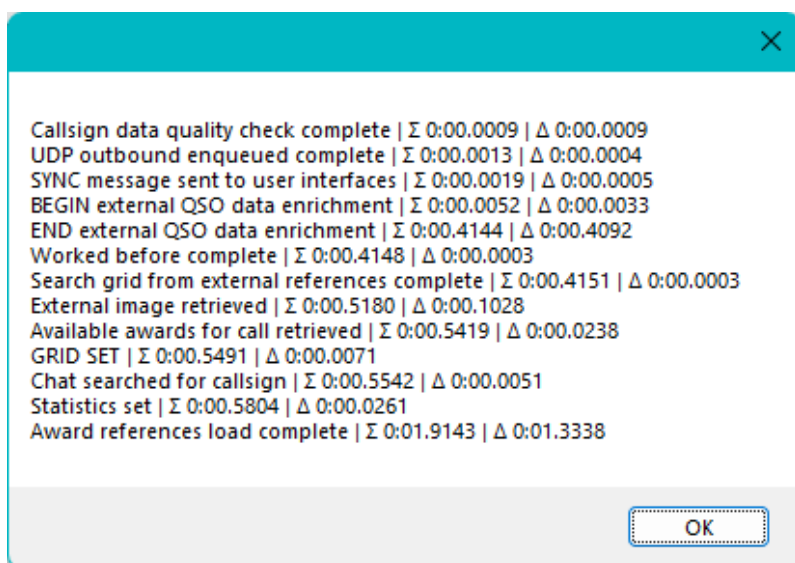 Callsign data quality check complete | Σ 0:00.0009 | Δ 0:00.0009
UDP outbound enqueued complete | Σ 0:00.0013 | Δ 0:00.0004
SYNC message sent to user interfaces | Σ 0:00.0019 | Δ 0:00.0005
BEGIN external QSO data enrichment | Σ 0:00.0052 | Δ 0:00.0033
END external QSO data enrichment | Σ 0:00.4144 | Δ 0:00.4092
Worked before complete | Σ 0:00.4148 | Δ 0:00.0003
Search grid from external references complete | Σ 0:00.4151 | Δ 0:00.0003
External image retrieved | Σ 0:00.5180 | Δ 0:00.1028
Available awards for call retrieved | Σ 0:00.5419 | Δ 0:00.0238
GRID SET | Σ 0:00.5491 | Δ 0:00.0071
Chat searched for callsign | Σ 0:00.5542 | Δ 0:00.0051
Statistics set | Σ 0:00.5804 | Δ 0:00.0261
Award references load complete | Σ 0:01.9143 | Δ 0:01.3338
OK